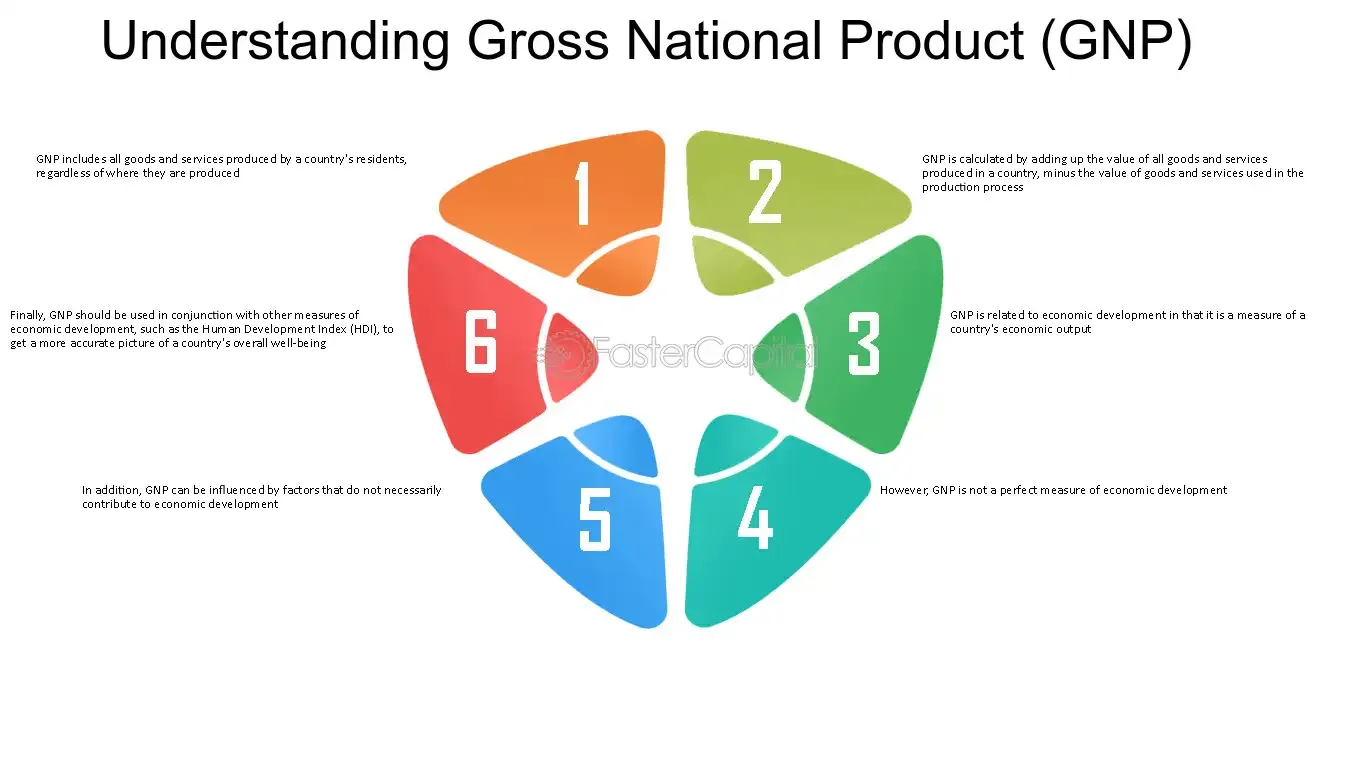 Understanding Gross National Product (GNP)
1
GNP includes all goods and services produced by a country's residents,
regardless of where they are produced
2
GNP is calculated by adding up the value of all goods and services
produced in a country, minus the value of goods and services used in the
production process
3
GNP is related to economic development in that it is a measure of a
country's economic output
4
However, GNP is not a perfect measure of economic development
5
In addition, GNP can be influenced by factors that do not necessarily
contribute to economic development
6
Finally, GNP should be used in conjunction with other measures of
economic development, such as the Human Development Index (HDI), to
get a more accurate picture of a country's overall well-being
FasterCapital